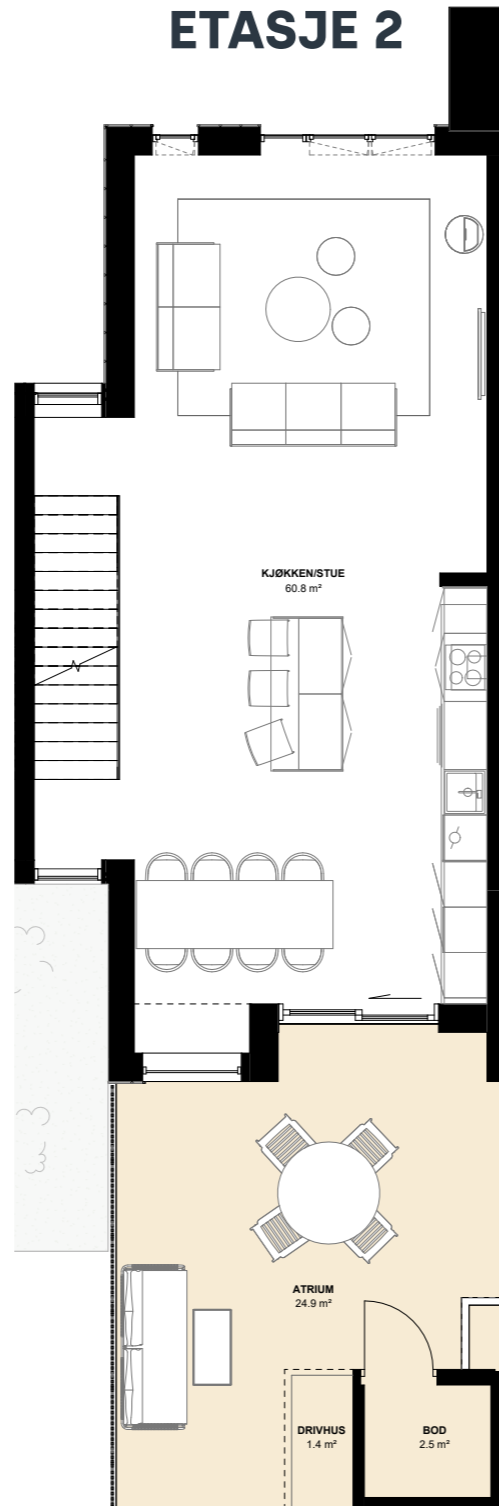 ETASJE 2
KJØKKEN/STUE
60.8 m²
ATRIUM
24.9 m²
DRIVHUS
1.4 m²
BOD
2.5 m²